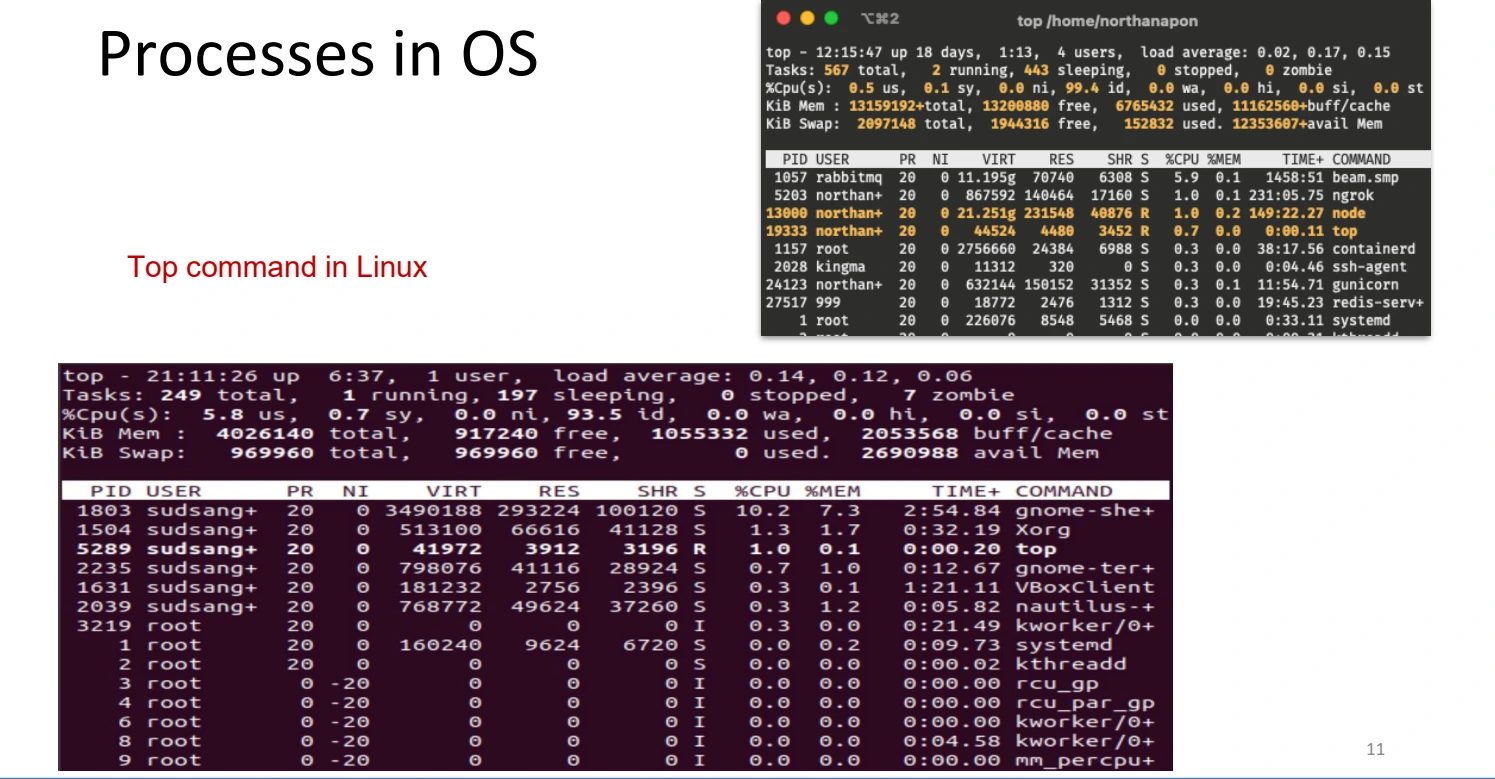 Processes in OS
⌥⌘2 top /home/northanapon
top - 12:15:47 up 18 days,  1:13,  4 users,  load average: 0.02, 0.17, 0.15
Tasks: 567 total,   2 running, 443 sleeping,   0 stopped,   0 zombie
%Cpu(s):  0.5 us,  0.1 sy,  0.0 ni, 99.4 id,  0.0 wa,  0.0 hi,  0.0 si,  0.0 st
KiB Mem : 13159192+total, 13200880 free,  6765432 used, 11162560+buff/cache
KiB Swap:  2097148 total,  1944316 free,   152832 used. 12353607+avail Mem
PID USER PR NI VIRT RES SHR S %CPU %MEM TIME+ COMMAND
1057 rabbitmq 20 0 11.195g 70740 6308 S 5.9 0.1 1458:51 beam.smp
5203 northan+ 20 0 867592 140464 17160 S 1.0 0.1 231:05.75 ngrok
13000 northan+ 20 0 21.251g 231548 40876 R 1.0 0.2 149:22.27 node
19333 northan+ 20 0 44524 4480 3452 R 0.7 0.0 0:00.11 top
1157 root 20 0 2756660 24384 6988 S 0.3 0.0 38:17.56 containerd
2028 kingma 20 0 11312 320 0 S 0.3 0.0 0:04.46 ssh-agent
24123 northan+ 20 0 632144 150152 31352 S 0.3 0.1 11:54.71 gunicorn
27517 999 20 0 18772 2476 1312 S 0.3 0.0 19:45.23 redis-serv+
1 root 20 0 226076 8548 5468 S 0.0 0.0 0:33.11 systemd
Top command in Linux
top - 21:11:26 up  6:37,  1 user,  load average: 0.14, 0.12, 0.06
Tasks: 249 total,   1 running, 197 sleeping,   0 stopped,   7 zombie
%Cpu(s):  5.8 us,  0.7 sy,  0.0 ni, 93.5 id,  0.0 wa,  0.0 hi,  0.0 si,  0.0 st
KiB Mem :  4026140 total,   917240 free,  1055332 used,  2053568 buff/cache
KiB Swap:   969960 total,   969960 free,        0 used.  2690988 avail Mem
PID USER PR NI VIRT RES SHR S %CPU %MEM TIME+ COMMAND
1803 sudsang+ 20 0 3490188 293224 100120 S 10.2 7.3 2:54.84 gnome-she+
1504 sudsang+ 20 0 513100 66616 41128 S 1.3 1.7 0:32.19 Xorg
5289 sudsang+ 20 0 41972 3912 3196 R 1.0 0.1 0:00.20 top
2235 sudsang+ 20 0 798076 41116 28924 S 0.7 1.0 0:12.67 gnome-ter+
1631 sudsang+ 20 0 181232 2756 2396 S 0.3 0.1 1:21.11 VBoxClient
2039 sudsang+ 20 0 768772 49624 37260 S 0.3 1.2 0:05.82 nautilus-+
3219 root 20 0 0 0 0 I 0.3 0.0 0:21.49 kworker/0+
1 root 20 0 160240 9624 6720 S 0.0 0.2 0:09.73 systemd
2 root 20 0 0 0 0 S 0.0 0.0 0:00.02 kthreadd
3 root 0 -20 0 0 0 I 0.0 0.0 0:00.00 rcu_gp
4 root 0 -20 0 0 0 I 0.0 0.0 0:00.00 rcu_par_gp
6 root 0 -20 0 0 0 I 0.0 0.0 0:00.00 kworker/0+
8 root 0 -20 0 0 0 I 0.0 0.0 0:04.58 kworker/0+
9 root 0 -20 0 0 0 I 0.0 0.0 0:00.00 mm_percpu+
11